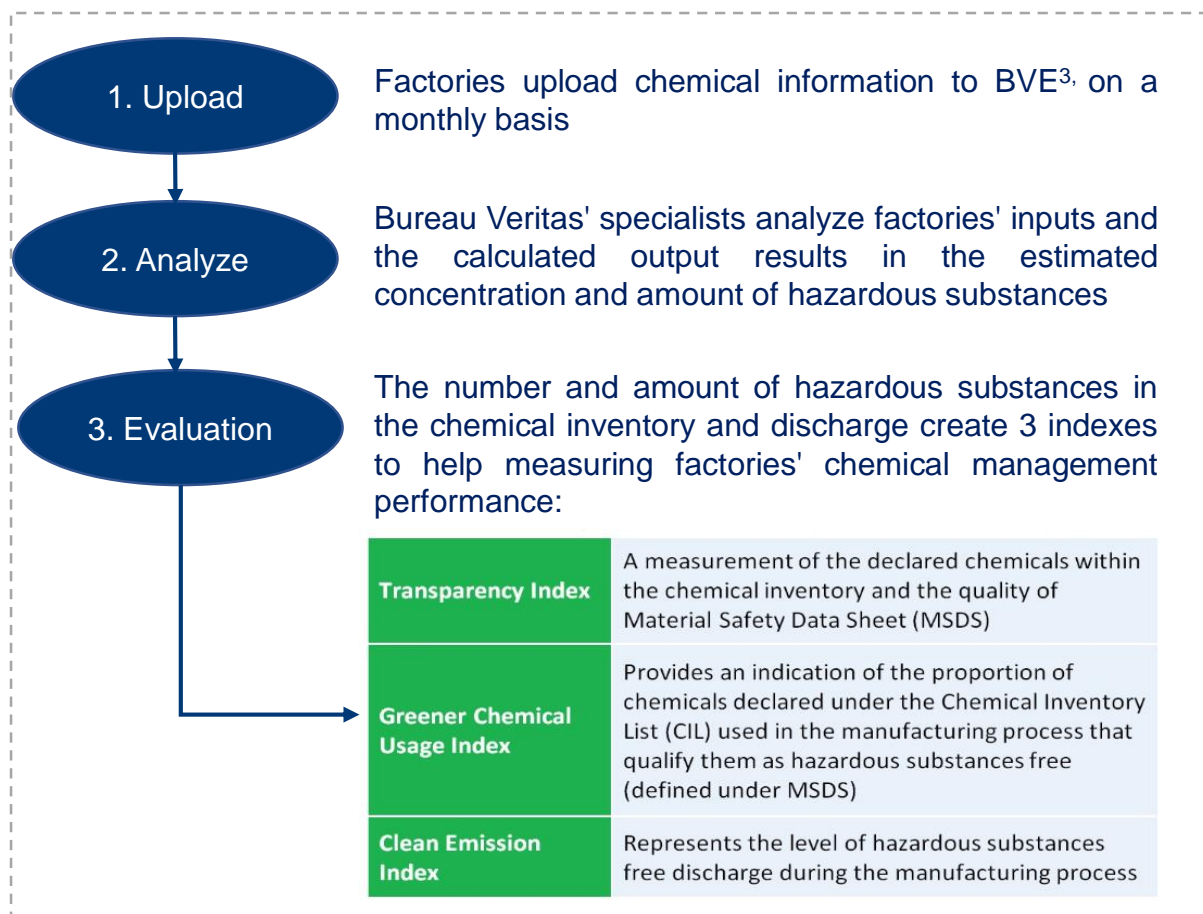 1. Upload
Factories upload chemical information to BVE3, on a
monthly basis
2. Analyze
Bureau Veritas' specialists analyze factories' inputs and
the calculated output results in the estimated
concentration and amount of hazardous substances
3. Evaluation
The number and amount of hazardous substances in
the chemical inventory and discharge create 3 indexes
to help measuring factories' chemical management
performance:
Transparency Index
A measurement of the declared chemicals within
the chemical inventory and the quality of
Material Safety Data Sheet (MSDS)
Greener Chemical
Usage Index
Provides an indication of the proportion of
chemicals declared under the Chemical Inventory
List (CIL) used in the manufacturing process that
qualify them as hazardous substances free
(defined under MSDS)
Clean Emission
Index
Represents the level of hazardous substances
free discharge during the manufacturing process